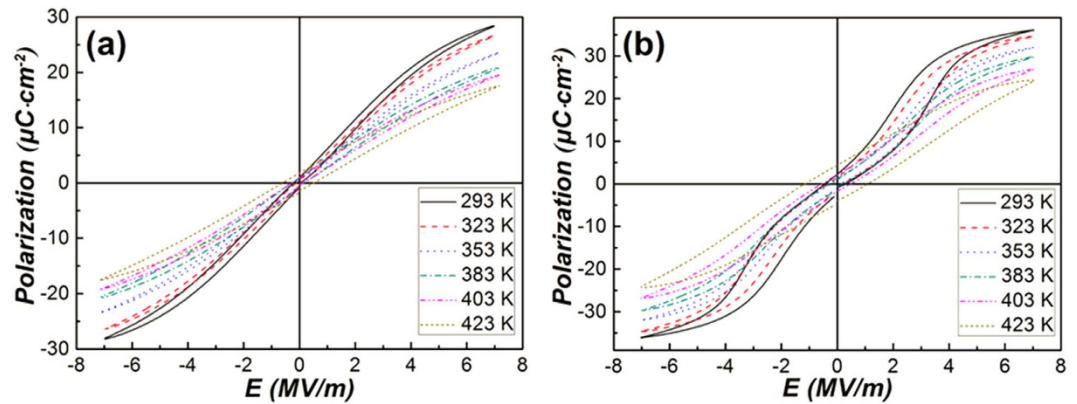 (a)
Polarization (μC·cm⁻²)
30
20
10
0
-10
-20
-30
-8 -6 -4 -2 0 2 4 6 8
E (MV/m)
293 K
323 K
353 K
383 K
403 K
423 K
(b)
Polarization (μC·cm⁻²)
30
20
10
0
-10
-20
-30
-8 -6 -4 -2 0 2 4 6 8
E (MV/m)
293 K
323 K
353 K
383 K
403 K
423 K